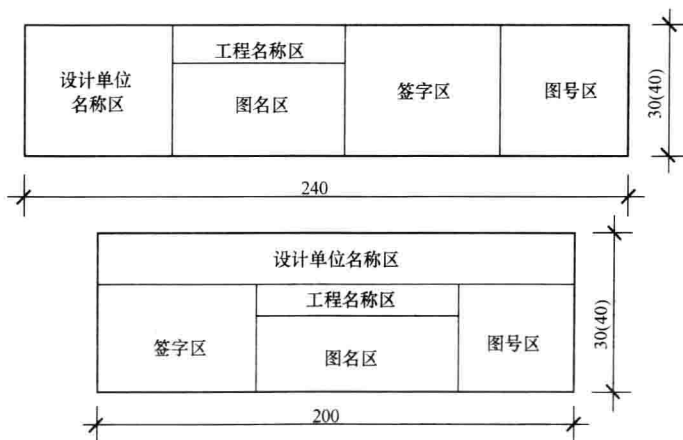 工程名称区
设计单位
名称区
图名区
签字区
图号区
30(40)
240
设计单位名称区
工程名称区
签字区
图名区
图号区
30(40)
200